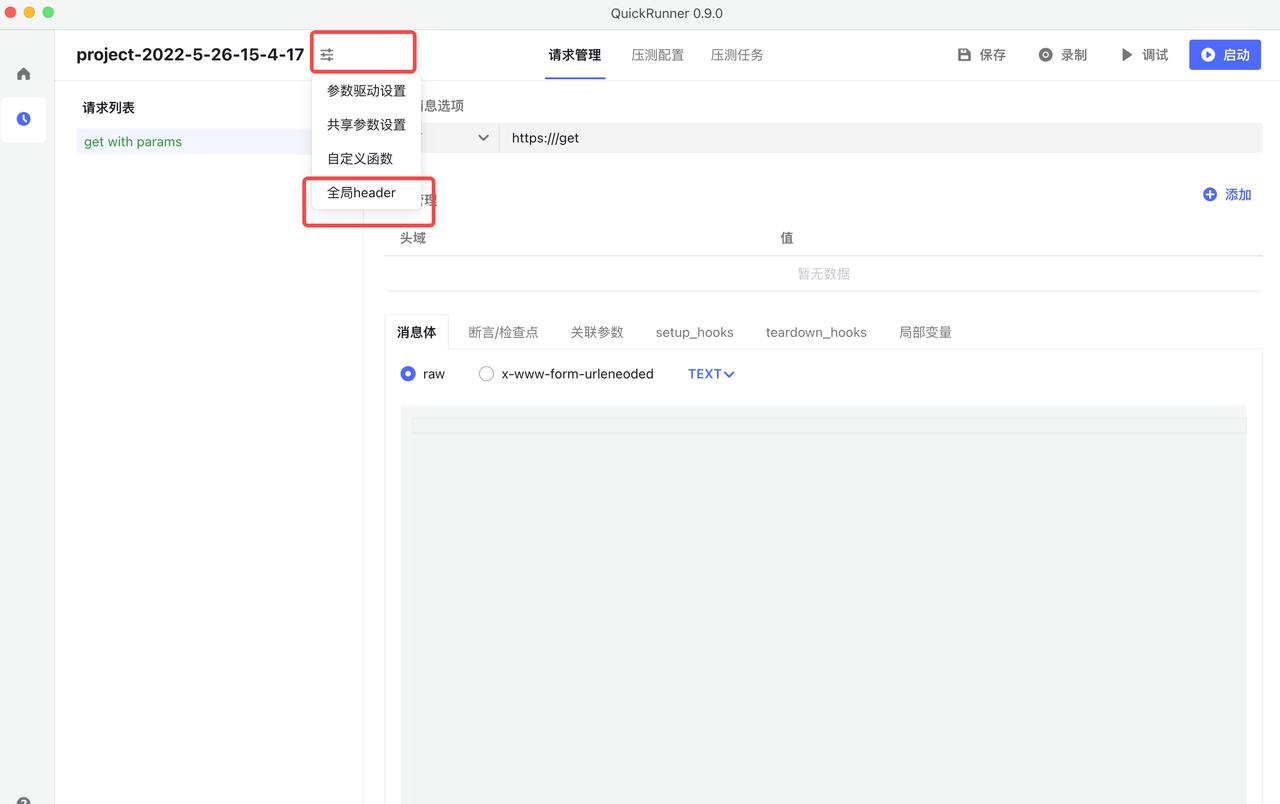 QuickRunner 0.9.0
project-2022-5-26-15-4-17
请求管理 压测配置 压测任务
保存 录制 调试 启动
请求列表
get with params
参数驱动设置
共享参数设置
自定义函数
全局header
息选项
https:///get
管理
添加
头域 值
暂无数据
消息体 断言/检查点 关联参数 setup_hooks teardown_hooks 局部变量
raw x-www-form-urleneoded TEXT